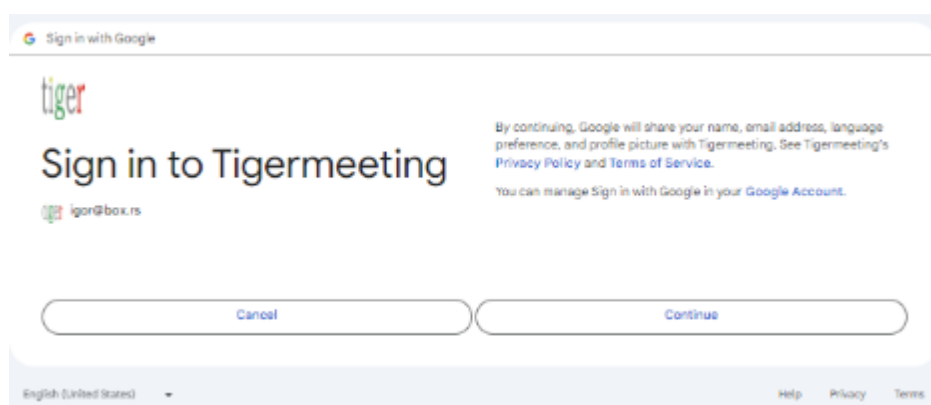 Sign in with Google
tiger
Sign in to Tigermeeting
igor@box.rs
By continuing, Google will share your name, email address, language
preference, and profile picture with Tigermeeting. See Tigermeeting's
Privacy Policy and Terms of Service.
You can manage Sign in with Google in your Google Account.
Cancel
Continue
English (United States)
Help Privacy Terms